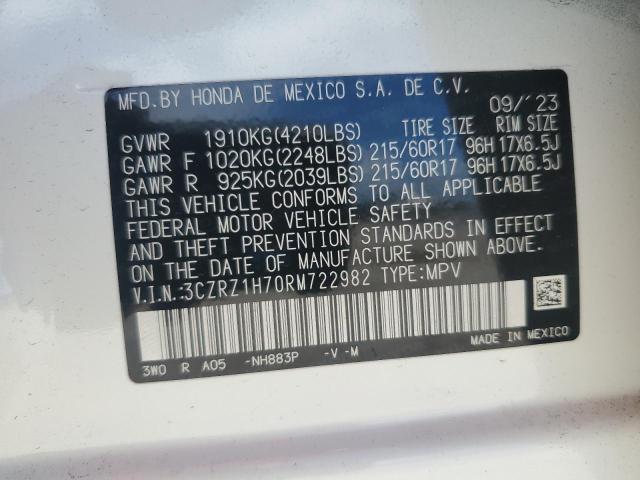 MFD.BY HONDA DE MEXICO S.A. DE C.V. 09/´23
GVWR 1910KG(4210LBS) TIRE SIZE RIM SIZE
GAWR F 1020KG(2248LBS) 215/60R17 96H 17X6.5J
GAWR R 925KG(2039LBS) 215/60R17 96H 17X6.5J
THIS VEHICLE CONFORMS TO ALL APPLICABLE
FEDERAL MOTOR VEHICLE SAFETY
AND THEFT PREVENTION STANDARDS IN EFFECT
ON THE DATE OF MANUFACTURE SHOWN ABOVE.
V.I.N.:3CZRZ1H70RM722982 TYPE:MPV
3W0 R A05 -NH883P -V -M MADE IN MEXICO